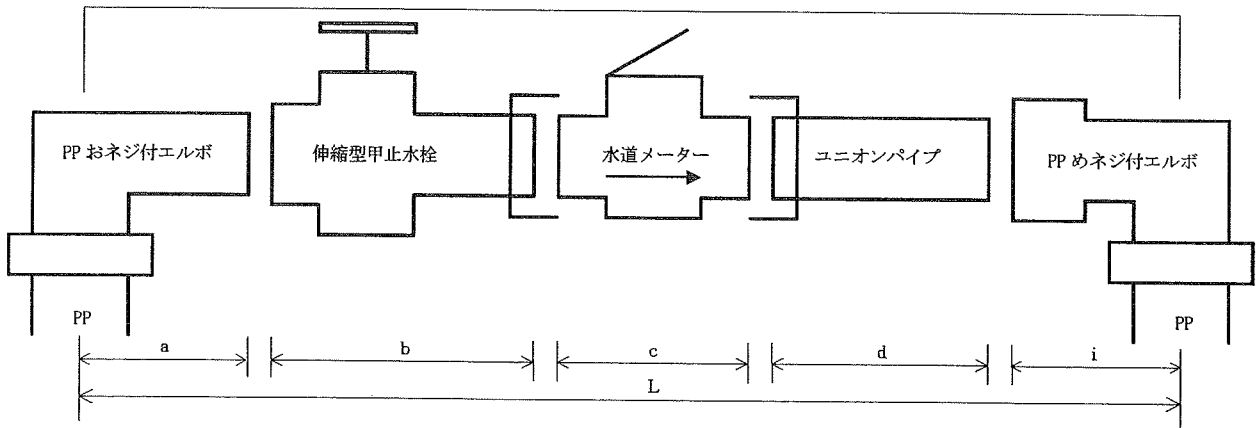 PP おネジ付エルボ
伸縮型甲止水栓
水道メーター
ユニオンパイプ
PP めネジ付エルボ
PP
PP
a
b
c
d
i
L